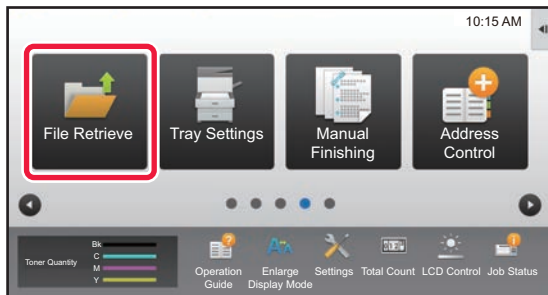 10:15 AM
File Retrieve
Tray Settings
Manual
Finishing
Address
Control
Toner Quantity
Bk
C
M
Y
Operation
Guide
Enlarge
Display Mode
Settings
Total Count
LCD Control
Job Status